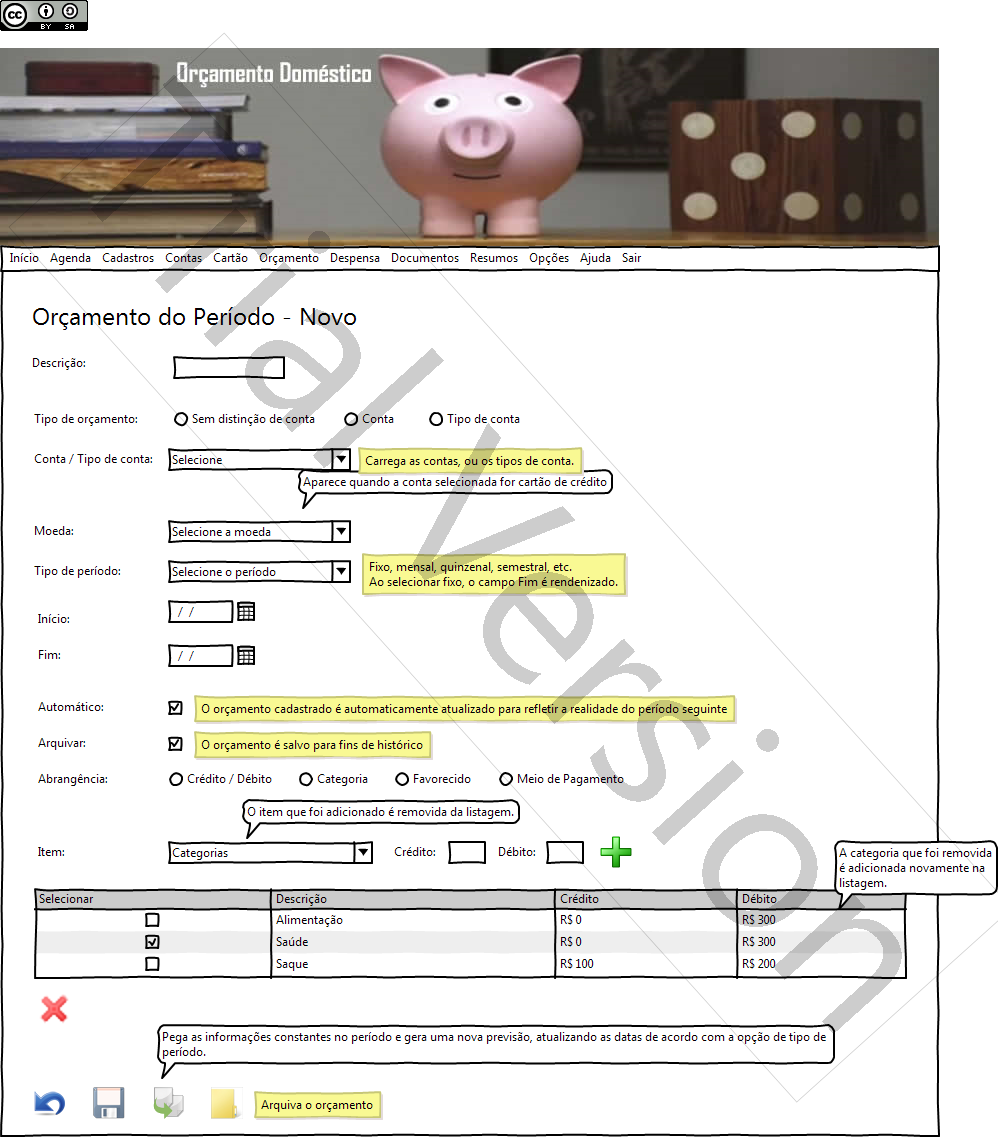 cc
BY SA
Orçamento Doméstico
Início Agenda Cadastros Contas Cartão Orçamento Despensa Documentos Resumos Opções Ajuda Sair
Orçamento do Período - Novo
Descrição:
Tipo de orçamento: Sem distinção de conta Conta Tipo de conta
Conta / Tipo de conta: Selecione Carrega as contas, ou os tipos de conta.
Aparece quando a conta selecionada for cartão de crédito
Moeda: Selecione a moeda
Tipo de período: Selecione o período
Fixo, mensal, quinzenal, semestral, etc.
Ao selecionar fixo, o campo Fim é rendenizado.
Início: / /
Fim: / /
Automático: O orçamento cadastrado é automaticamente atualizado para refletir a realidade do período seguinte
Arquivar: O orçamento é salvo para fins de histórico
Abrangência: Crédito / Débito Categoria Favorecido Meio de Pagamento
O item que foi adicionado é removida da listagem.
Item: Categorias Crédito: Débito:
A categoria que foi removida
é adicionada novamente na
listagem.
Selecionar Descrição Crédito Débito
Alimentação R$ 0 R$ 300
Saúde R$ 0 R$ 300
Saque R$ 100 R$ 200
Pega as informações constantes no período e gera uma nova previsão, atualizando as datas de acordo com a opção de tipo de
período.
Arquiva o orçamento
Trial Version